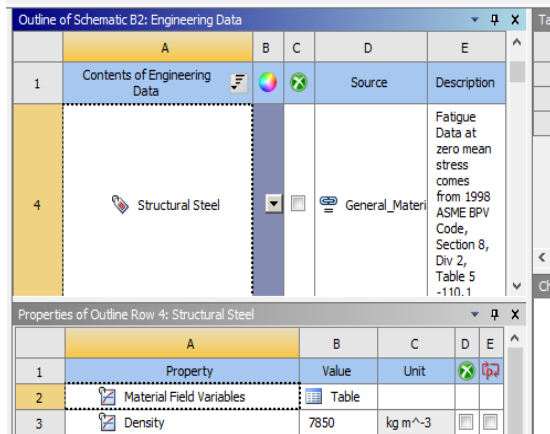 Outline of Schematic B2: Engineering Data
Ta
A B C D E
1 Contents of Engineering Data Source Description
4 Structural Steel General_Materi
Fatigue
Data at
zero mean
stress
comes
from 1998
ASME BPV
Code,
Section 8,
Div 2,
Table 5
-110.1
Ch
Properties of Outline Row 4: Structural Steel
A B C D E
1 Property Value Unit
2 Material Field Variables Table
3 Density 7850 kg m^-3